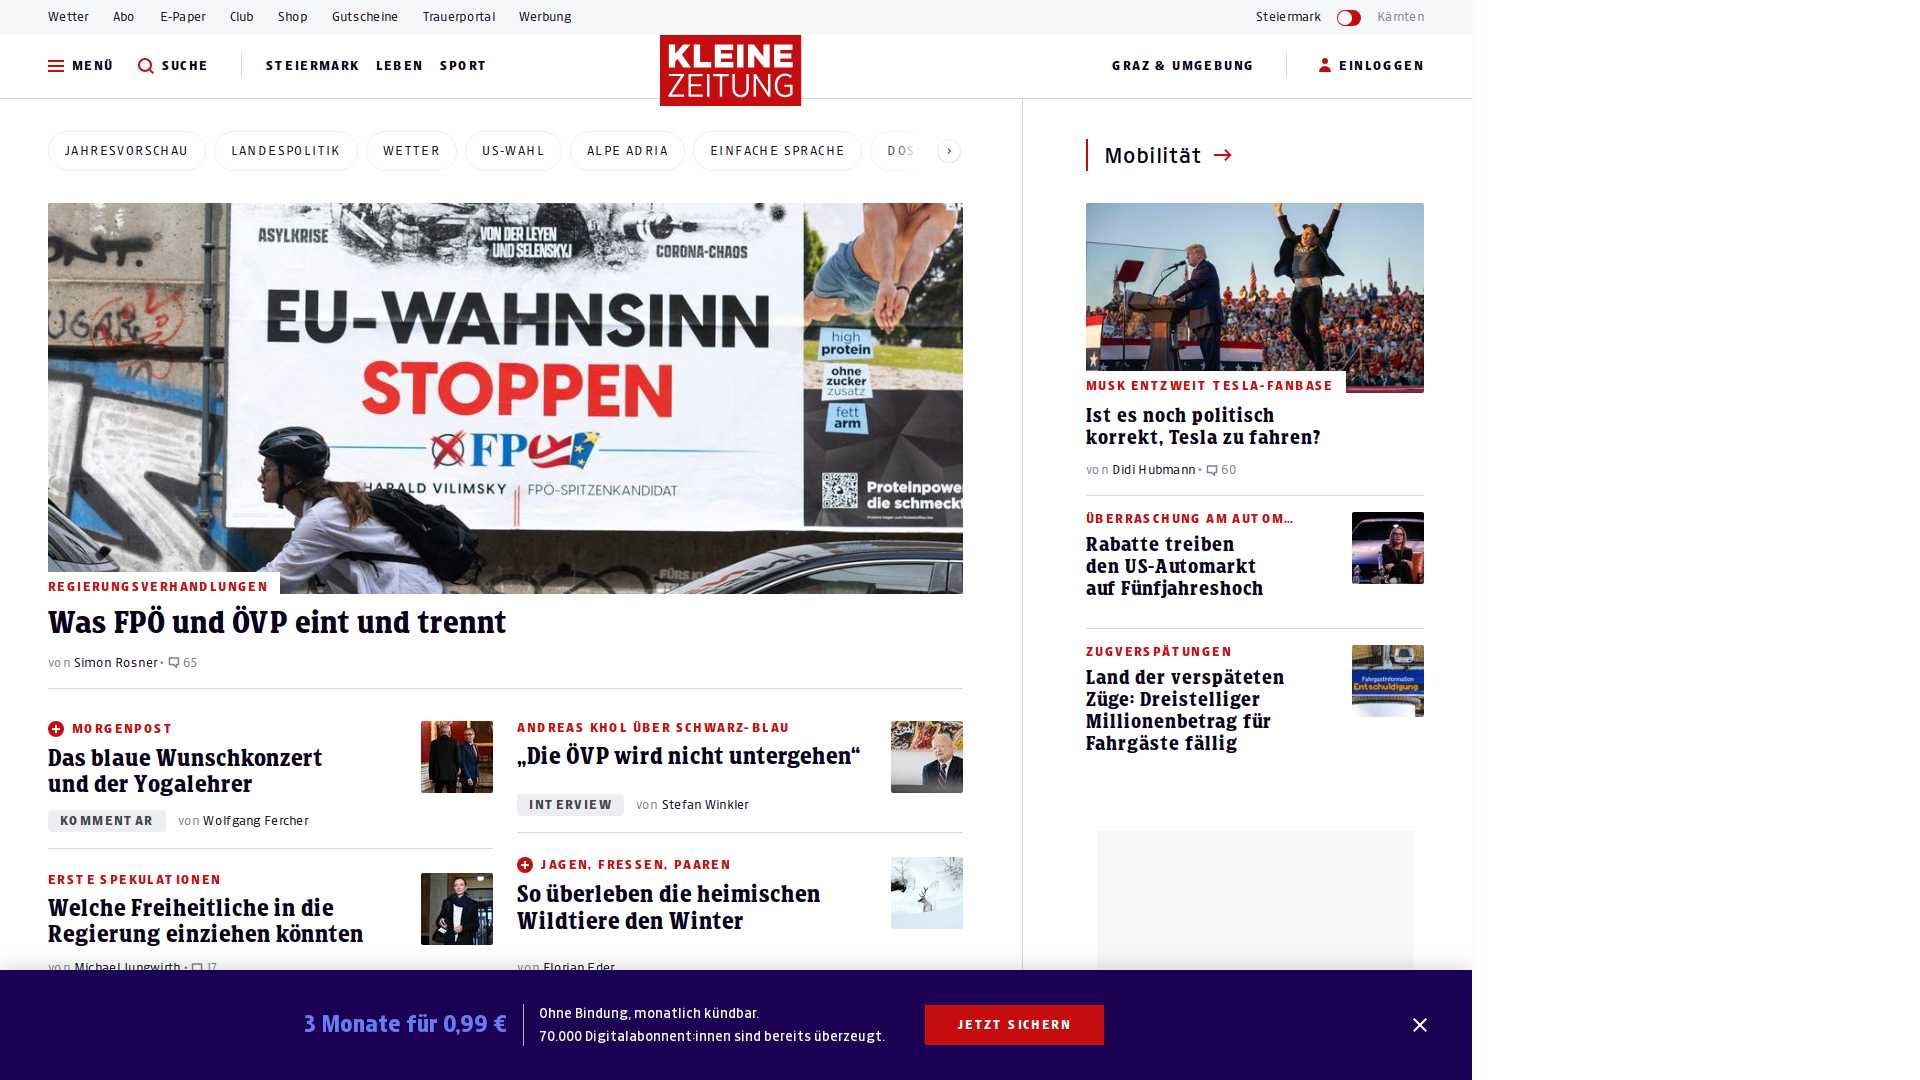 Wetter Abo E-Paper Club Shop Gutscheine Trauerportal Werbung Steiermark Kärnten
MENÜ SUCHE STEIERMARK LEBEN SPORT KLEINE ZEITUNG GRAZ & UMGEBUNG EINLOGGEN
JAHRESVORSCHAU LANDESPOLITIK WETTER US-WAHL ALPE ADRIA EINFACHE SPRACHE DOS
ASYLKRISE
VON DER LEYEN
UND SELENSKYJ
CORONA-CHAOS
EU-WAHNSINN
STOPPEN
FPÖ
HARALD VILIMSKY | FPÖ-SPITZENKANDIDAT
high
protein
ohne
zucker
zusatz
fett
arm
Proteinpower
die schmeckt
REGIERUNGSVERHANDLUNGEN
Was FPÖ und ÖVP eint und trennt
von Simon Rosner • 65
MORGENPOST
Das blaue Wunschkonzert
und der Yogalehrer
KOMMENTAR von Wolfgang Fercher
ERSTE SPEKULATIONEN
Welche Freiheitliche in die
Regierung einziehen könnten
von Michael Jungwirth • 17
ANDREAS KHOL ÜBER SCHWARZ-BLAU
„Die ÖVP wird nicht untergehen“
INTERVIEW von Stefan Winkler
JAGEN, FRESSEN, PAAREN
So überleben die heimischen
Wildtiere den Winter
von Florian Eder
Mobilität
MUSK ENTZWEIT TESLA-FANBASE
Ist es noch politisch
korrekt, Tesla zu fahren?
von Didi Hubmann • 60
ÜBERRASCHUNG AM AUTOM...
Rabatte treiben
den US-Automarkt
auf Fünfjahreshoch
ZUGVERSPÄTUNGEN
Land der verspäteten
Züge: Dreistelliger
Millionenbetrag für
Fahrgäste fällig
Fahrgastinformation
Entschuldigung
3 Monate für 0,99 €
Ohne Bindung, monatlich kündbar.
70.000 Digitalabonnent:innen sind bereits überzeugt.
JETZT SICHERN